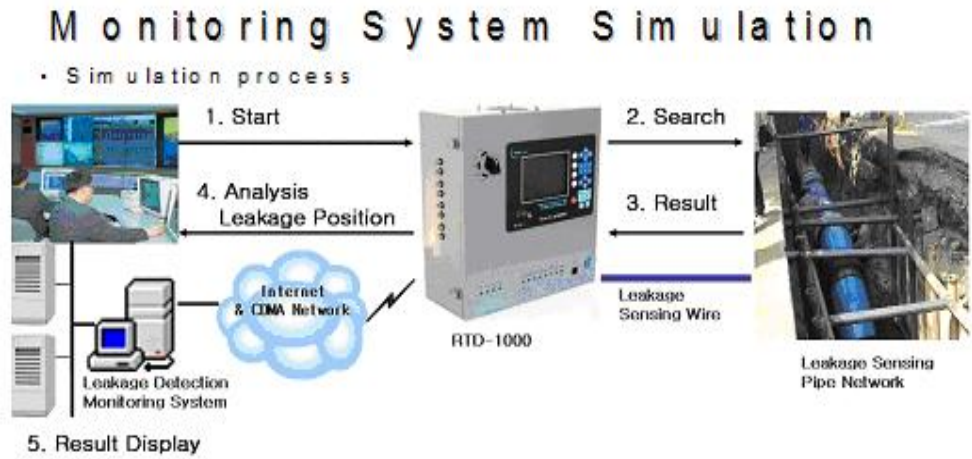 Monitoring System Simulation
· Simulation process
1. Start
2. Search
4. Analysis
Leakage Position
3. Result
Internet
& CDMA Network
Leakage
Sensing Wire
RTD-1000
Leakage Sensing
Pipe Network
Leakage Detection
Monitoring System
5. Result Display